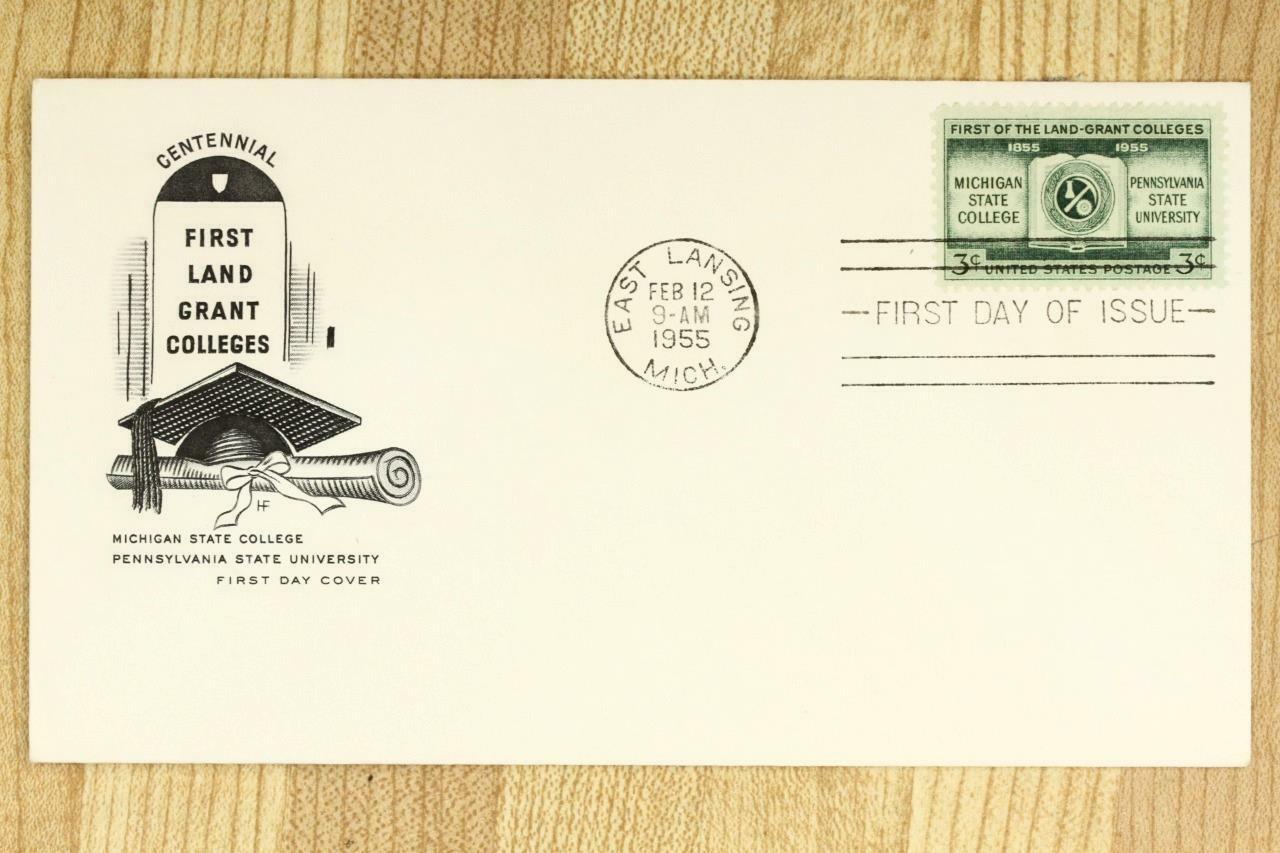 CENTENNIAL
FIRST
LAND
GRANT
COLLEGES
HF
MICHIGAN STATE COLLEGE
PENNSYLVANIA STATE UNIVERSITY
FIRST DAY COVER
EAST LANSING
FEB 12
9-AM
1955
MICH.
FIRST OF THE LAND-GRANT COLLEGES
1855 1955
MICHIGAN
STATE
COLLEGE
PENNSYLVANIA
STATE
UNIVERSITY
3¢ UNITED STATES POSTAGE 3¢
FIRST DAY OF ISSUE